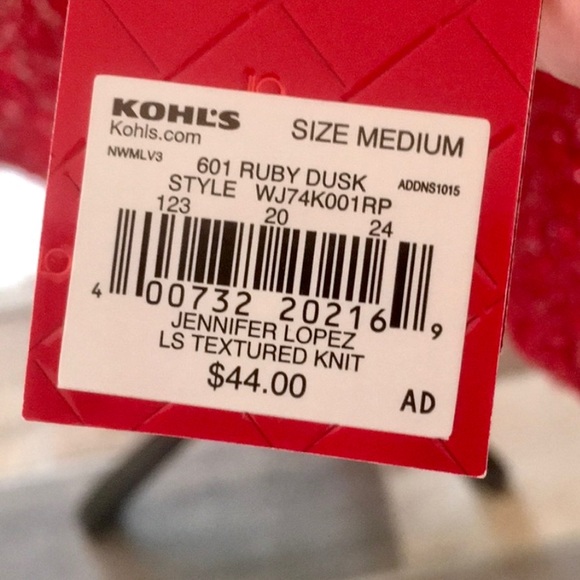 KOHL'S
Kohls.com
SIZE MEDIUM
NWMLV3
601 RUBY DUSK
ADDNS1015
STYLE WJ74K001RP
123 20 24
4 00732 20216 9
JENNIFER LOPEZ
LS TEXTURED KNIT
$44.00
AD